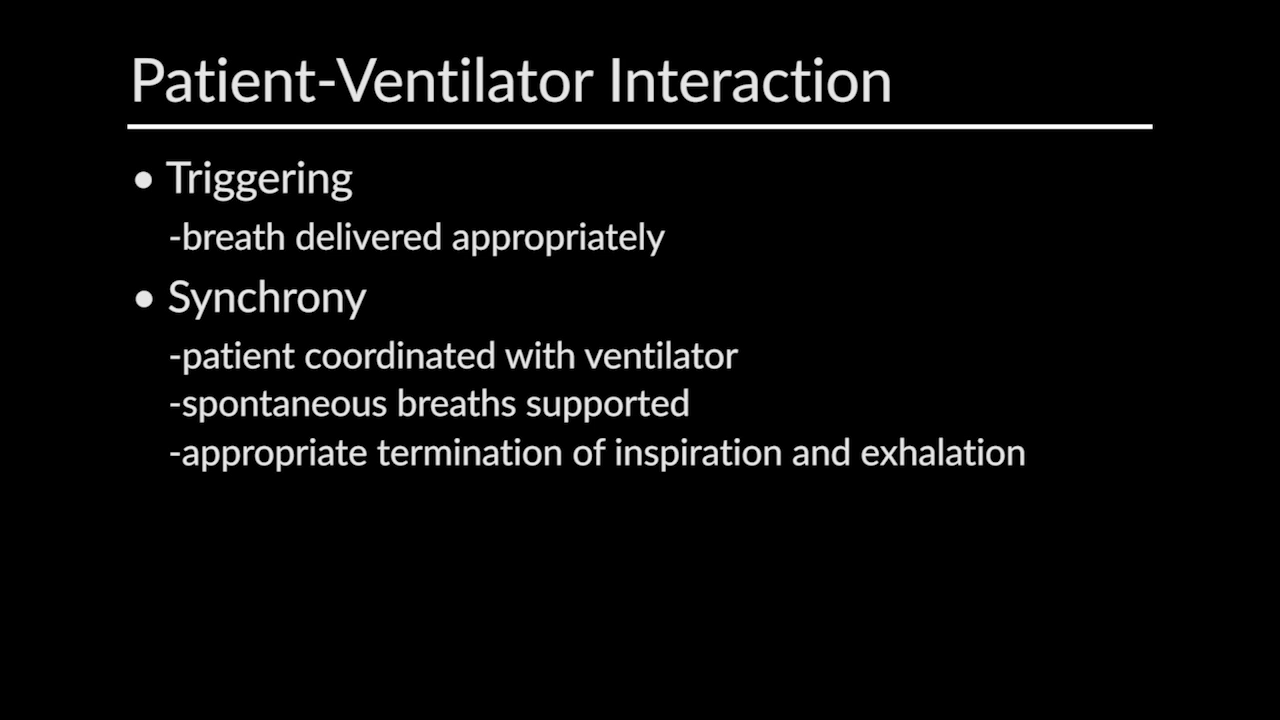 Patient-Ventilator Interaction
• Triggering
-breath delivered appropriately
• Synchrony
-patient coordinated with ventilator
-spontaneous breaths supported
-appropriate termination of inspiration and exhalation